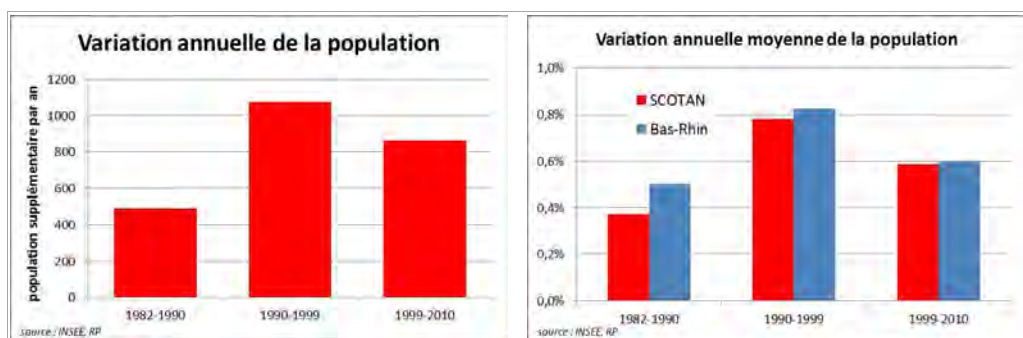 Variation annuelle de la population
population supplémentaire par an
1200
1000
800
600
400
200
0
1982-1990
1990-1999
1999-2010
source : INSEE, RP
Variation annuelle moyenne de la population
1,0%
0,8%
0,6%
0,4%
0,2%
0,0%
SCOTAN
Bas-Rhin
1982-1990
1990-1999
1999-2010
source : INSEE, RP